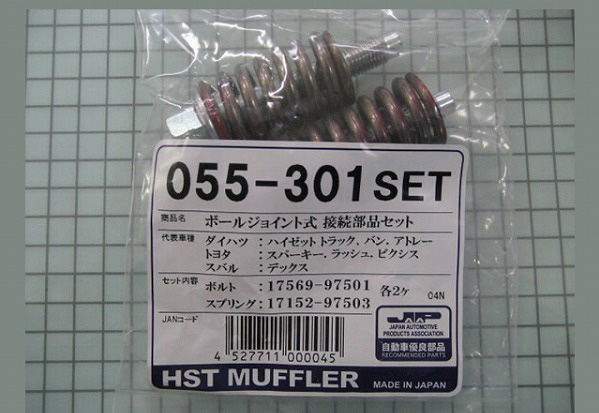 055-301 SET
商品名 ボールジョイント式 接続部品セット
代表車種 ダイハツ : ハイゼット トラック、バン、アトレー
トヨタ : スパーキー、ラッシュ、ピクシス
スバル : デックス
セット内容 ボルト : 17569-97501 各2ケ
スプリング : 17152-97503
04N
JANコード
4 527711 000045
JAP
JAPAN AUTOMOTIVE
PRODUCTS ASSOCIATION
自動車優良部品
RECOMMENDED PARTS
HST MUFFLER MADE IN JAPAN